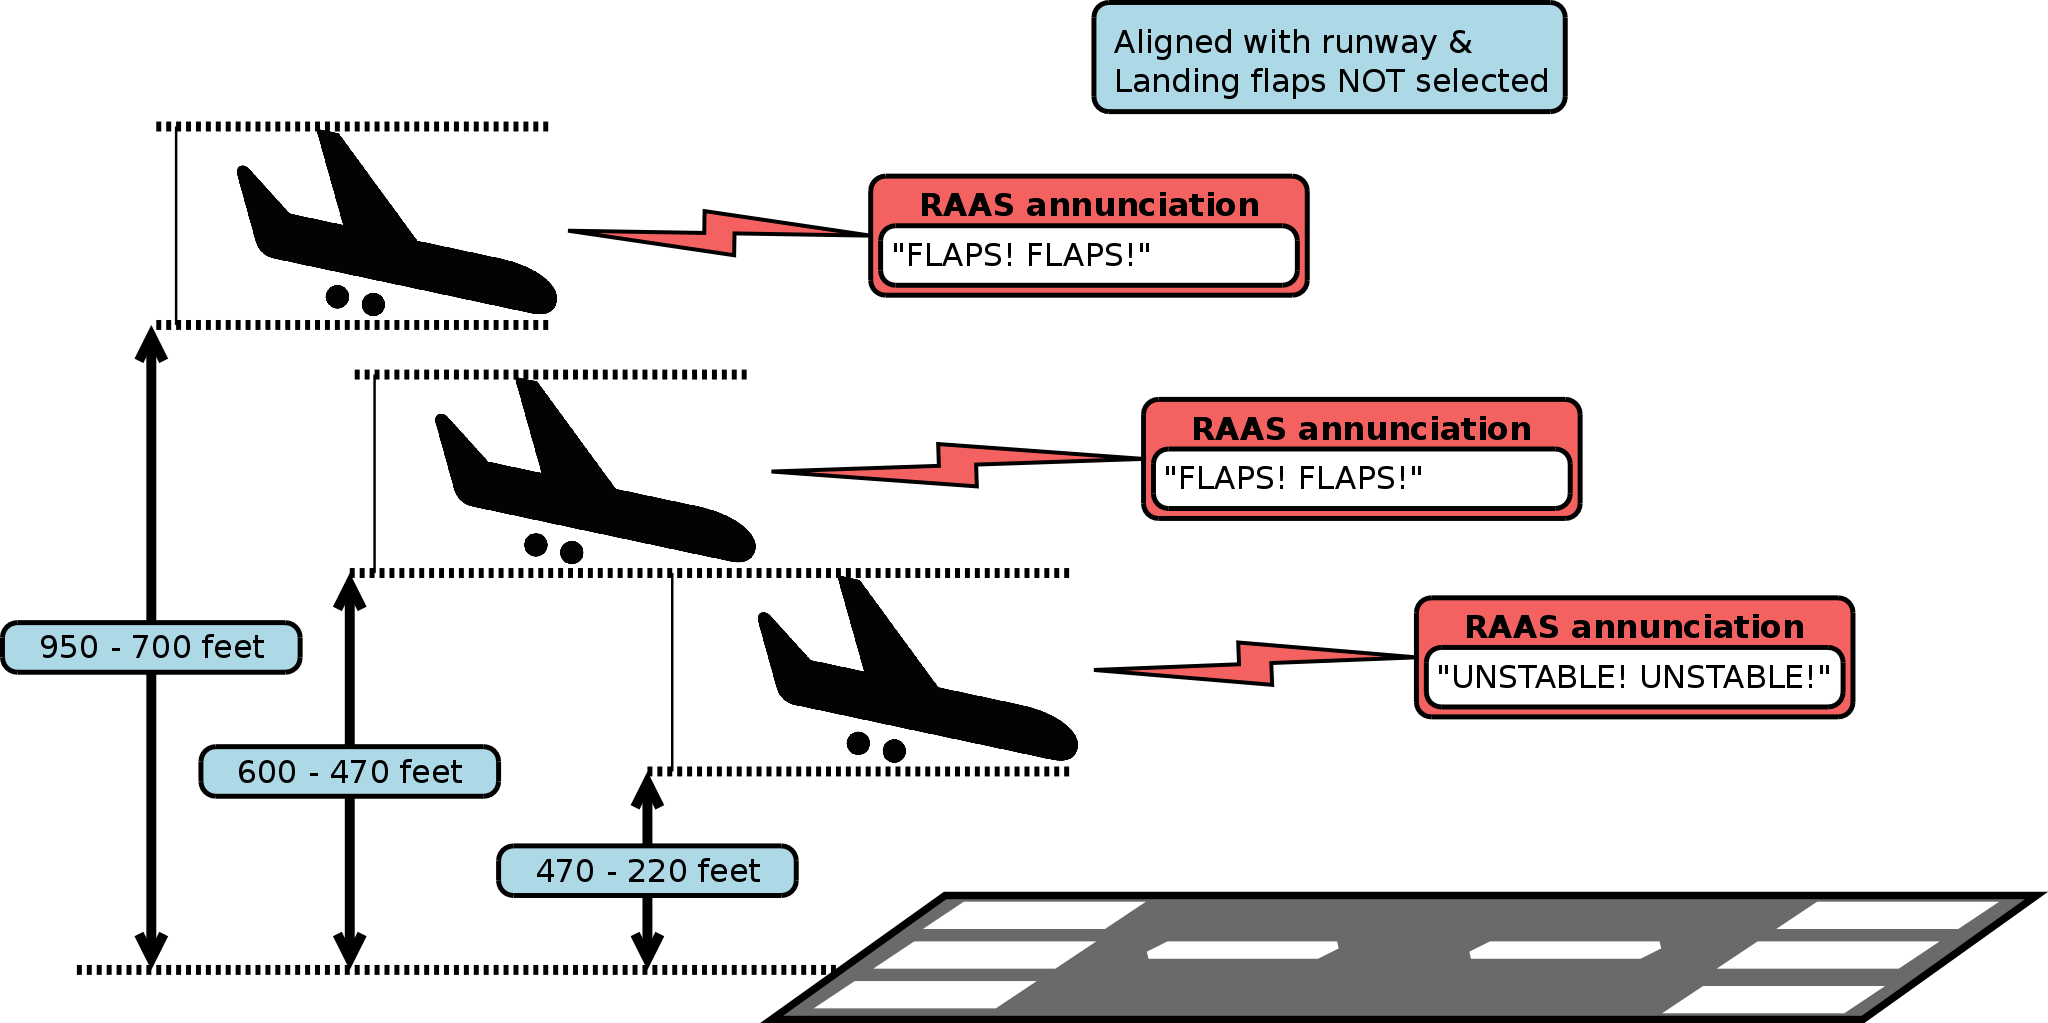 Aligned with runway &
Landing flaps NOT selected
RAAS annunciation
"FLAPS! FLAPS!"
RAAS annunciation
"FLAPS! FLAPS!"
RAAS annunciation
"UNSTABLE! UNSTABLE!"
950 - 700 feet
600 - 470 feet
470 - 220 feet